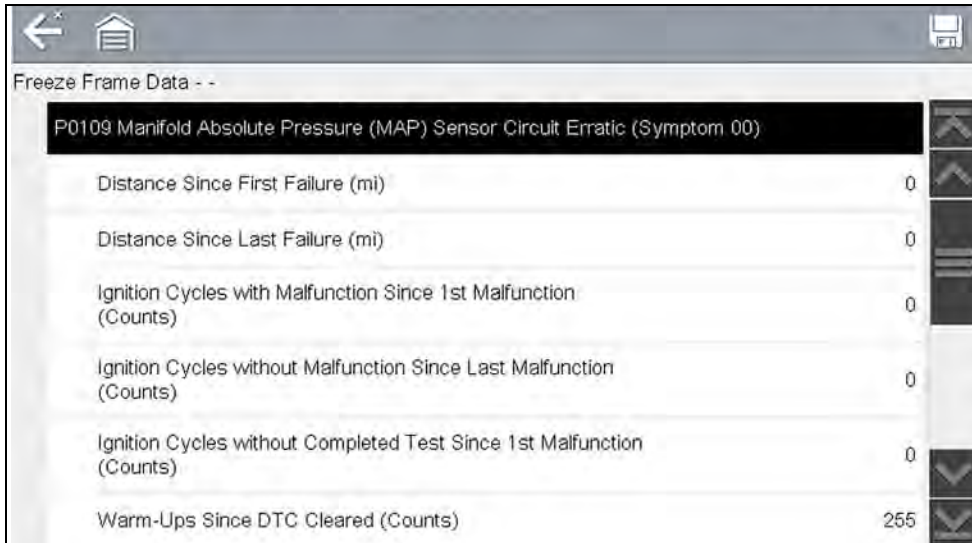 Freeze Frame Data - -
P0109 Manifold Absolute Pressure (MAP) Sensor Circuit Erratic (Symptom 00)
Distance Since First Failure (mi) 0
Distance Since Last Failure (mi) 0
Ignition Cycles with Malfunction Since 1st Malfunction
(Counts) 0
Ignition Cycles without Malfunction Since Last Malfunction
(Counts) 0
Ignition Cycles without Completed Test Since 1st Malfunction
(Counts) 0
Warm-Ups Since DTC Cleared (Counts) 255